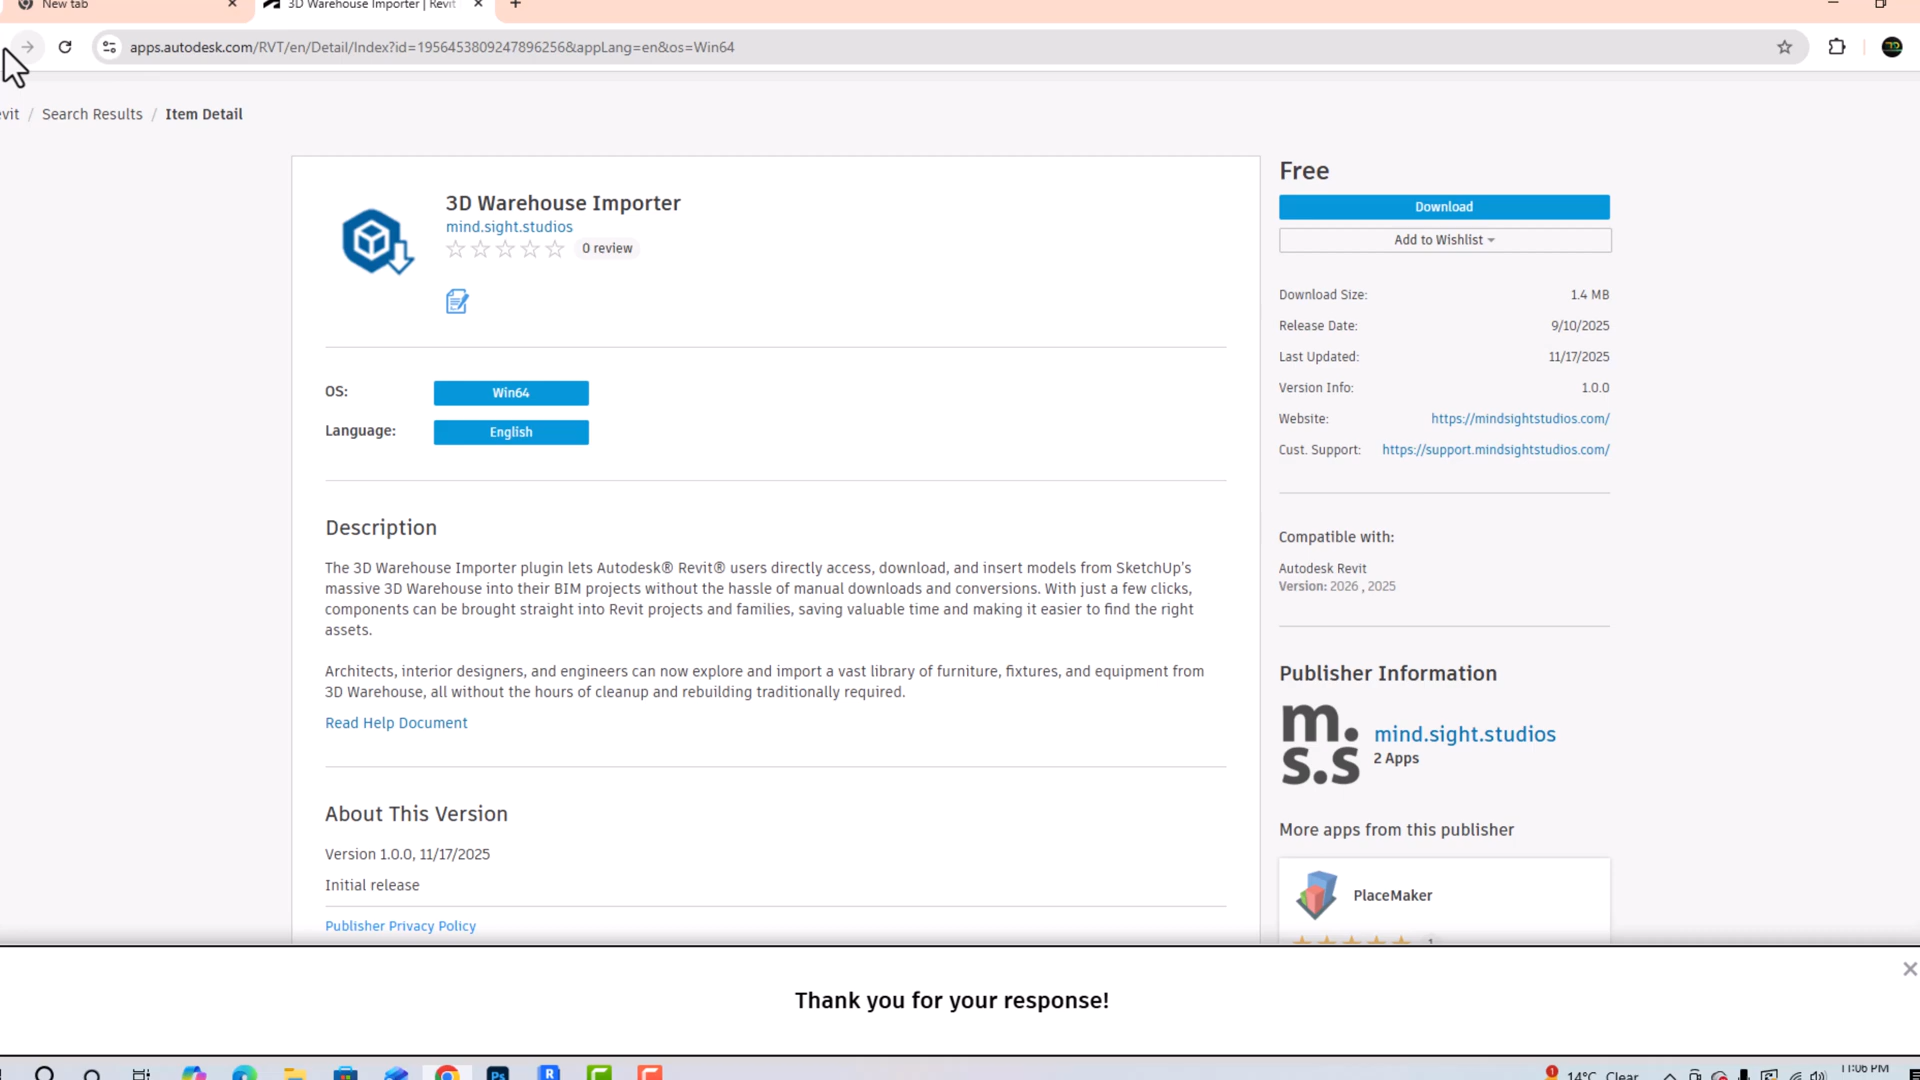 New tab
3D Warehouse Importer | Revit
apps.autodesk.com/RVT/en/Detail/Index?id=1956453809247896256&appLang=en&os=Win64
evit / Search Results / Item Detail
3D Warehouse Importer
mind.sight.studios
0 review
OS:
Win64
Language:
English
Description
The 3D Warehouse Importer plugin lets Autodesk® Revit® users directly access, download, and insert models from SketchUp's
massive 3D Warehouse into their BIM projects without the hassle of manual downloads and conversions. With just a few clicks,
components can be brought straight into Revit projects and families, saving valuable time and making it easier to find the right
assets.
Architects, interior designers, and engineers can now explore and import a vast library of furniture, fixtures, and equipment from
3D Warehouse, all without the hours of cleanup and rebuilding traditionally required.
Read Help Document
About This Version
Version 1.0.0, 11/17/2025
Initial release
Publisher Privacy Policy
Free
Download
Add to Wishlist
Download Size: 1.4 MB
Release Date: 9/10/2025
Last Updated: 11/17/2025
Version Info: 1.0.0
Website: https://mindsightstudios.com/
Cust. Support: https://support.mindsightstudios.com/
Compatible with:
Autodesk Revit
Version: 2026 , 2025
Publisher Information
m.
s.s
mind.sight.studios
2 Apps
More apps from this publisher
PlaceMaker
1
Thank you for your response!
Ps
R
1
14°C Clear
11:06 PM